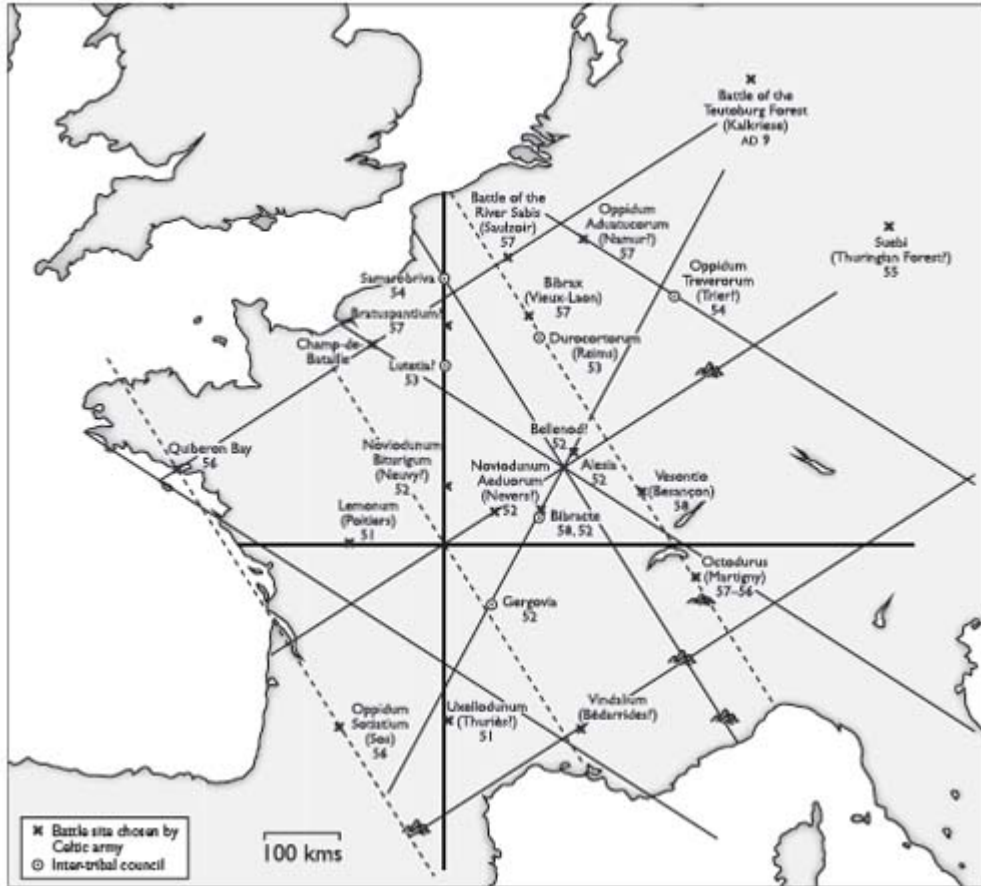 Battle of the
Teutoburg Forest
(Kalkriese)
AD 9
Battle of the
River Sabis
(Saulzoir)
57
Oppidum
Aduatucorum
(Namur?)
57
Suebi
(Thuringian Forest?)
55
Samarobriva
54
Bratuspantium?
57
Bibrax
(Vieux-Laon)
57
Oppidum
Treverorum
(Trier?)
54
Champ-de-
Bataille
Lutetia?
53
Durocortorum
(Reims)
53
Quiberon Bay
56
Noviodunum
Biturigum
(Neuvy?)
52
Noviodunum
Aeduorum
(Nevers?)
52
Bellenod?
52
Alesia
52
Vesontio
(Besançon)
58
Lemonum
(Poitiers)
51
Bibracte
58, 52
Octodurus
(Martigny)
57–56
Gergovia
52
Oppidum
Sotiatium
(Sos)
56
Uxellodunum
(Thuriès?)
51
Vindalium
(Bédarrides?)
Battle site chosen by
Celtic army
Inter-tribal council
100 kms